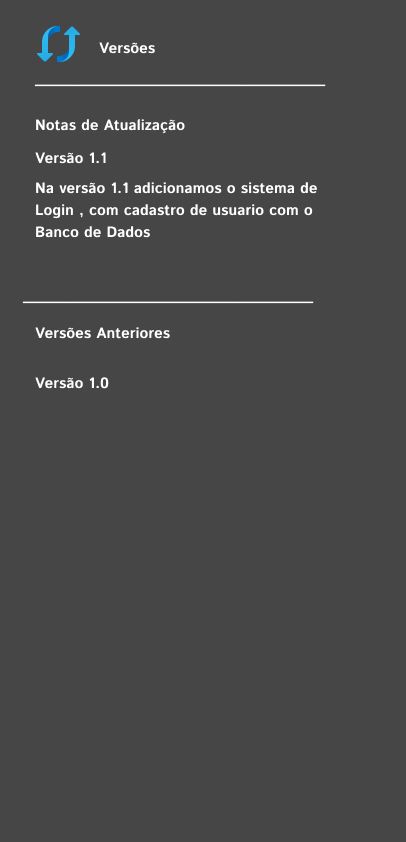 Versões
Notas de Atualização
Versão 1.1
Na versão 1.1 adicionamos o sistema de
Login , com cadastro de usuario com o
Banco de Dados
Versões Anteriores
Versão 1.0